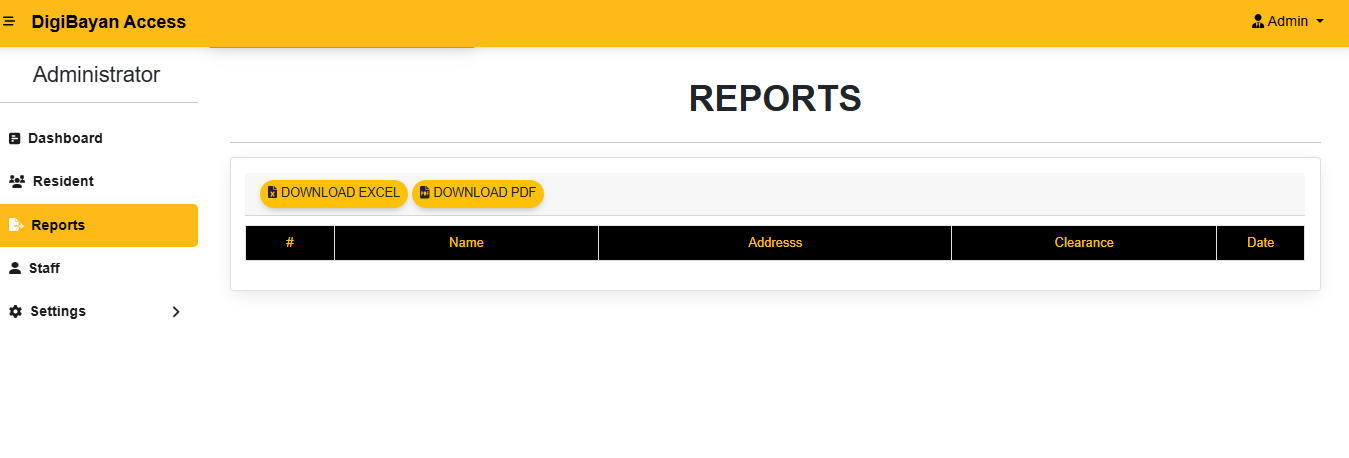 DigiBayan Access
Admin
Administrator
REPORTS
Dashboard
Resident
Reports
Staff
Settings
DOWNLOAD EXCEL DOWNLOAD PDF
# Name Addresss Clearance Date